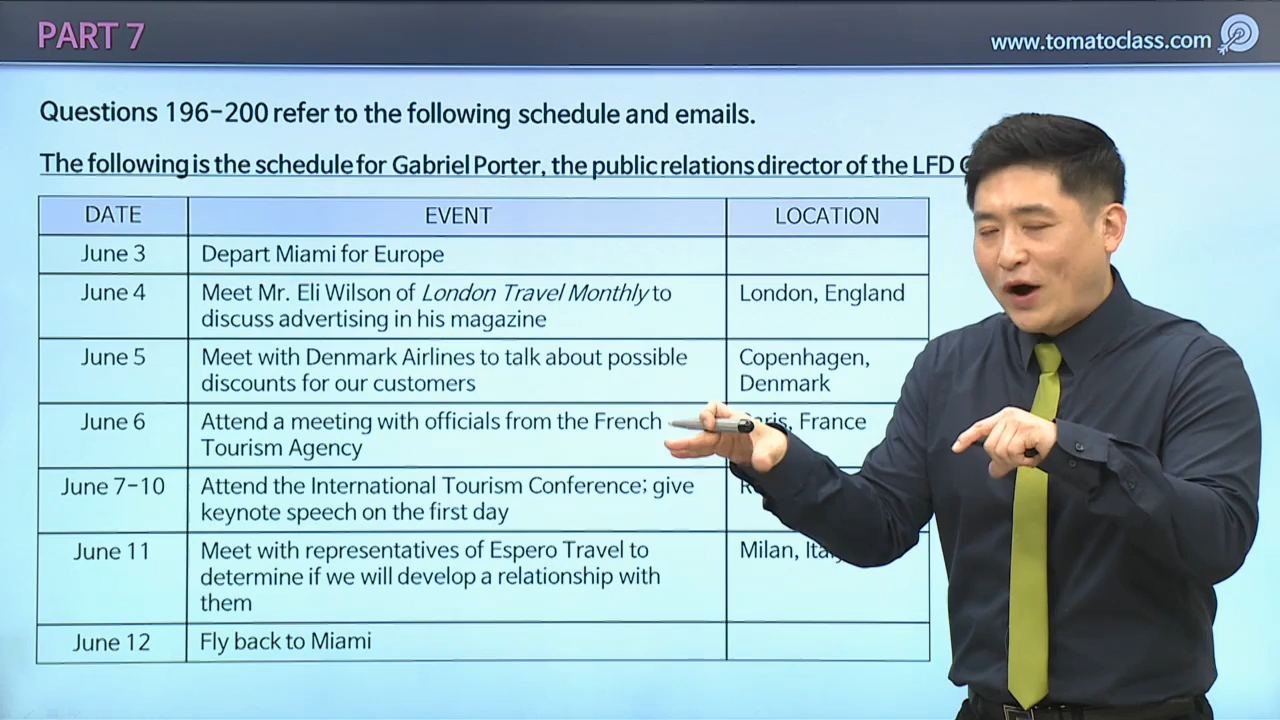 PART 7
www.tomatoclass.com
Questions 196-200 refer to the following schedule and emails.
The following is the schedule for Gabriel Porter, the public relations director of the LFD
DATE EVENT LOCATION
June 3 Depart Miami for Europe
June 4 Meet Mr. Eli Wilson of London Travel Monthly to London, England
discuss advertising in his magazine
June 5 Meet with Denmark Airlines to talk about possible Copenhagen,
discounts for our customers Denmark
June 6 Attend a meeting with officials from the French Paris, France
Tourism Agency
June 7-10 Attend the International Tourism Conference; give
keynote speech on the first day
June 11 Meet with representatives of Espero Travel to Milan, Italy
determine if we will develop a relationship with
them
June 12 Fly back to Miami